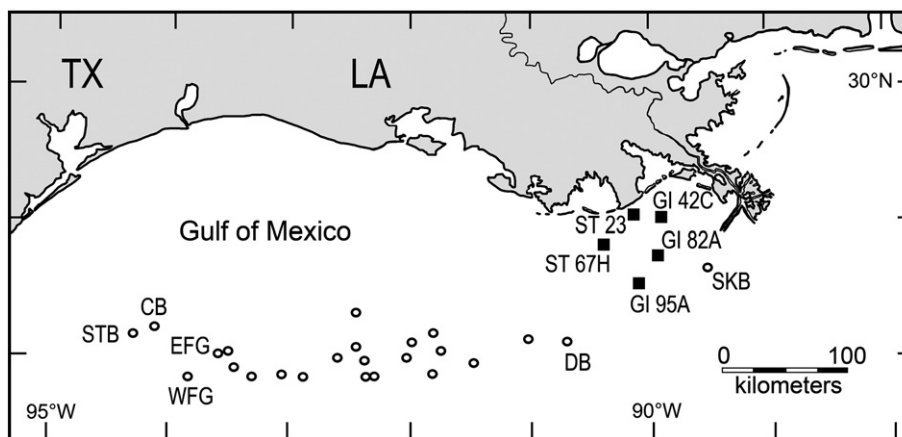 TX
LA
30°N
Gulf of Mexico
GI 42C
ST 23
GI 82A
ST 67H
SKB
GI 95A
CB
STB
EFG
DB
WFG
0 100
kilometers
95°W
90°W